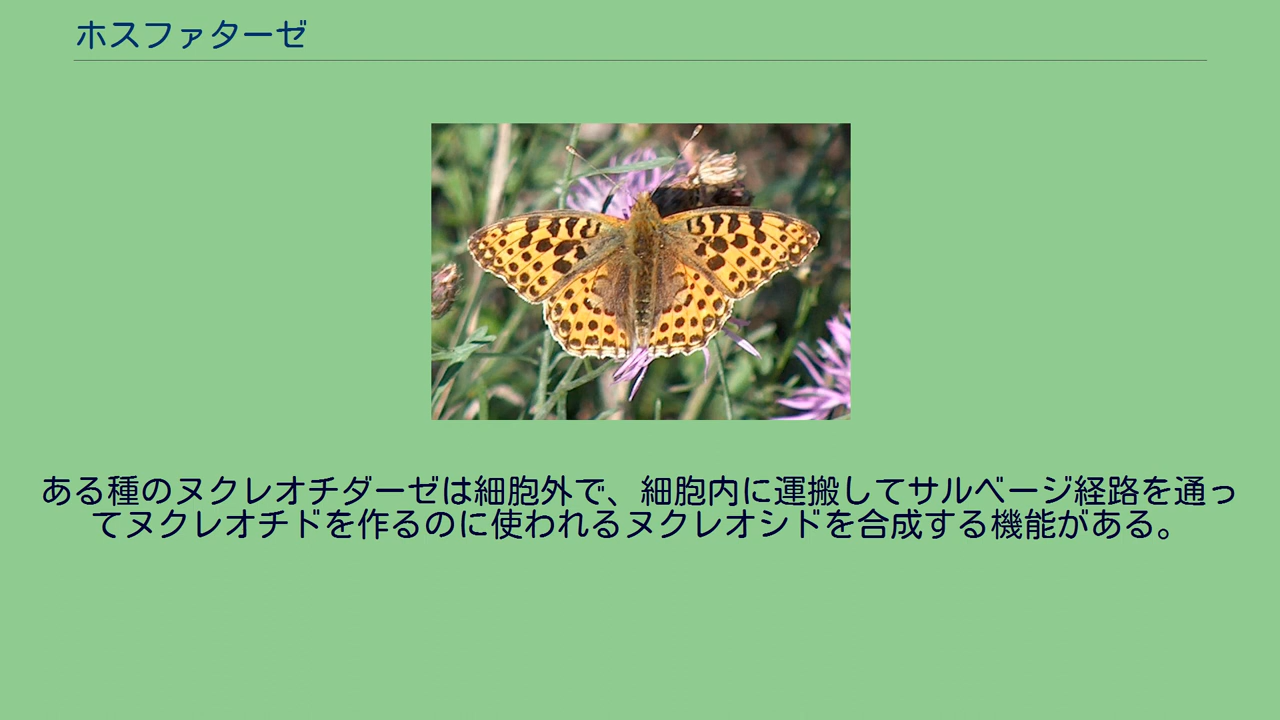 ホスファターゼ
ある種のヌクレオチダーゼは細胞外で、細胞内に運搬してサルベージ経路を通っ
てヌクレオチドを作るのに使われるヌクレオシドを合成する機能がある。